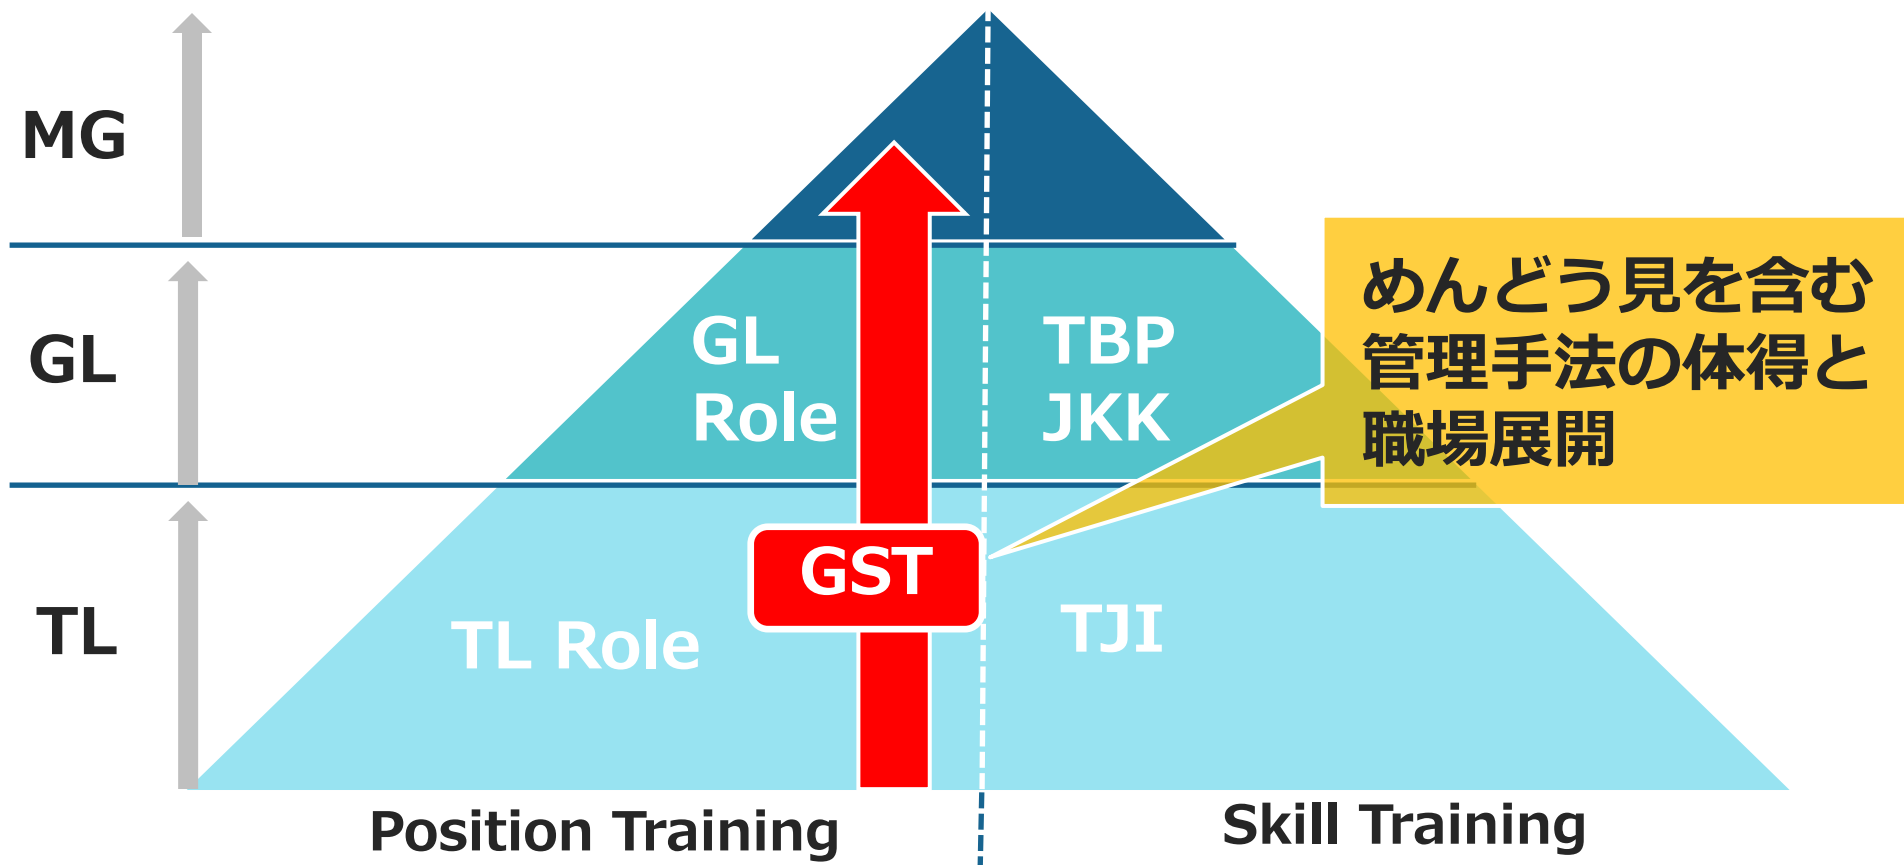 MG
GL
TL
GL
Role
TBP
JKK
めんどう見を含む
管理手法の体得と
職場展開
GST
TL Role
TJI
Position Training
Skill Training